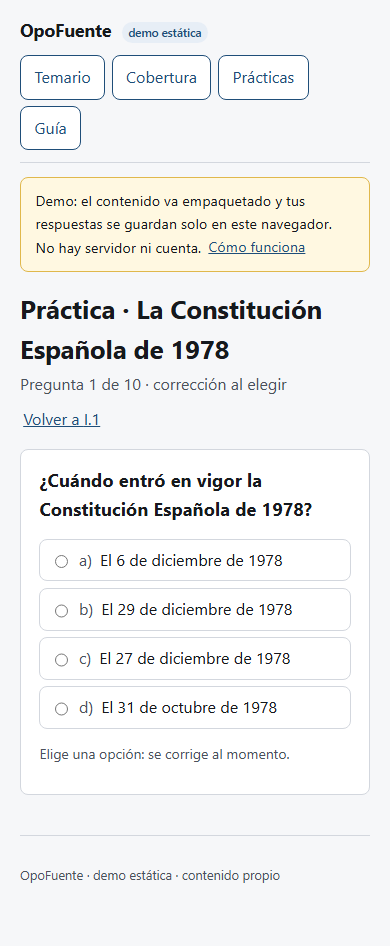 OpoFuente demo estática
Temario Cobertura Prácticas
Guía
Demo: el contenido va empaquetado y tus
respuestas se guardan solo en este navegador.
No hay servidor ni cuenta. Cómo funciona
Práctica · La Constitución
Española de 1978
Pregunta 1 de 10 · corrección al elegir
Volver a I.1
¿Cuándo entró en vigor la
Constitución Española de 1978?
a) El 6 de diciembre de 1978
b) El 29 de diciembre de 1978
c) El 27 de diciembre de 1978
d) El 31 de octubre de 1978
Elige una opción: se corrige al momento.
OpoFuente · demo estática · contenido propio